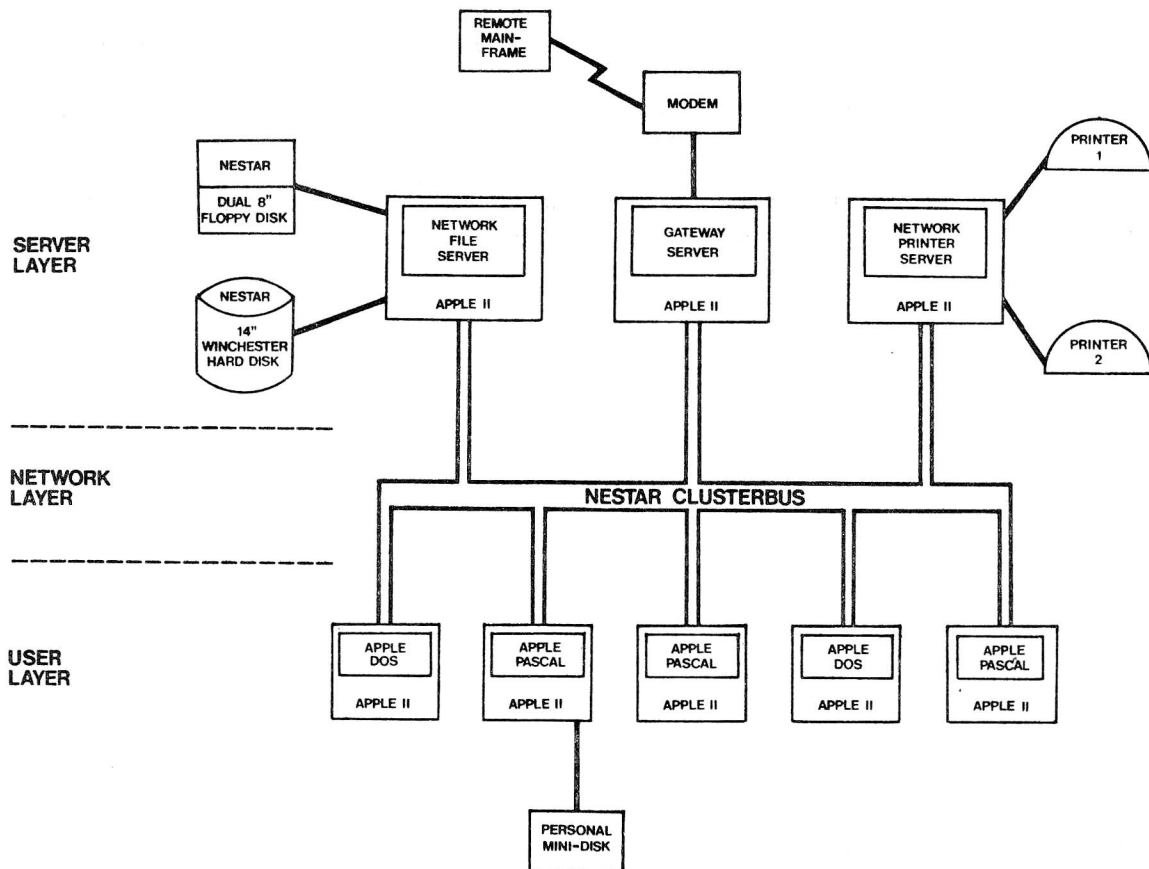 REMOTE
MAIN-
FRAME
MODEM
NESTAR
DUAL 8"
FLOPPY DISK
PRINTER
1
SERVER
LAYER
NETWORK
FILE
SERVER
APPLE II
GATEWAY
SERVER
APPLE II
NETWORK
PRINTER
SERVER
APPLE II
NESTAR
14"
WINCHESTER
HARD DISK
PRINTER
2
NETWORK
LAYER
NESTAR CLUSTERBUS
USER
LAYER
APPLE
DOS
APPLE II
APPLE
PASCAL
APPLE II
APPLE
PASCAL
APPLE II
APPLE
DOS
APPLE II
APPLE
PASCAL
APPLE II
PERSONAL
MINI-DISK